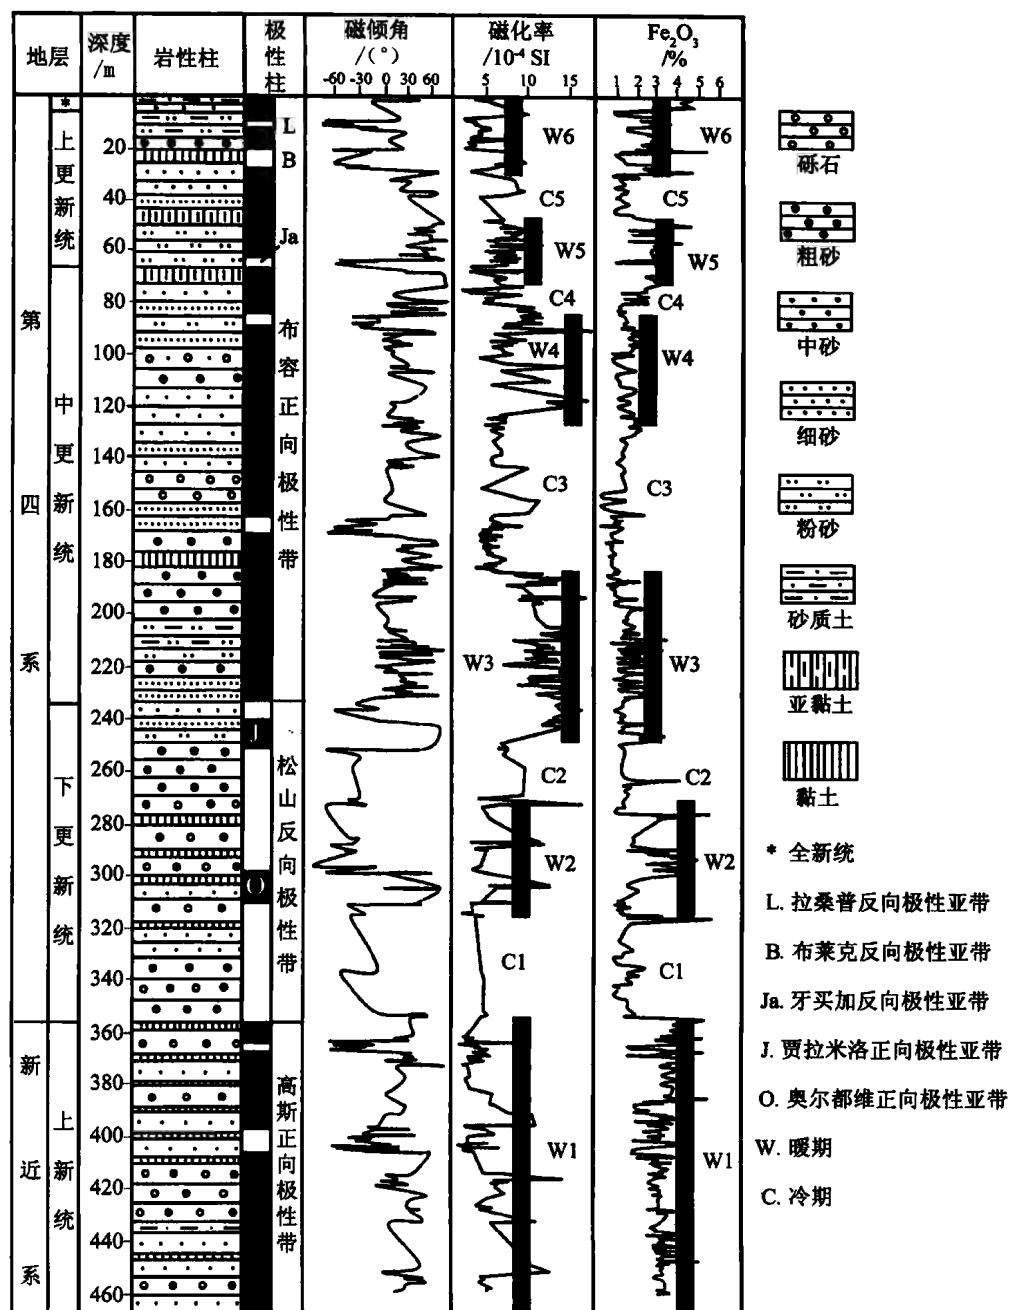 地层
深度
/m
岩性柱
极性柱
磁倾角
/(°)
-60 -30 0 30 60
磁化率
/10⁻⁴ SI
5 10 15
Fe₂O₃
/%
1 2 3 4 5 6
第四系
新近系
*
上更新统
中更新统
下更新统
上新统
20
40
60
80
100
120
140
160
180
200
220
240
260
280
300
320
340
360
380
400
420
440
460
L
B
Ja
J
O
布容正向极性带
松山反向极性带
高斯正向极性带
W6
C5
W5
C4
W4
C3
W3
C2
W2
C1
W1
W6
C5
W5
C4
W4
C3
W3
C2
W2
C1
W1
砾石
粗砂
中砂
细砂
粉砂
砂质土
亚黏土
黏土
* 全新统
L. 拉桑普反向极性亚带
B. 布莱克反向极性亚带
Ja. 牙买加反向极性亚带
J. 贾拉米洛正向极性亚带
O. 奥尔都维正向极性亚带
W. 暖期
C. 冷期